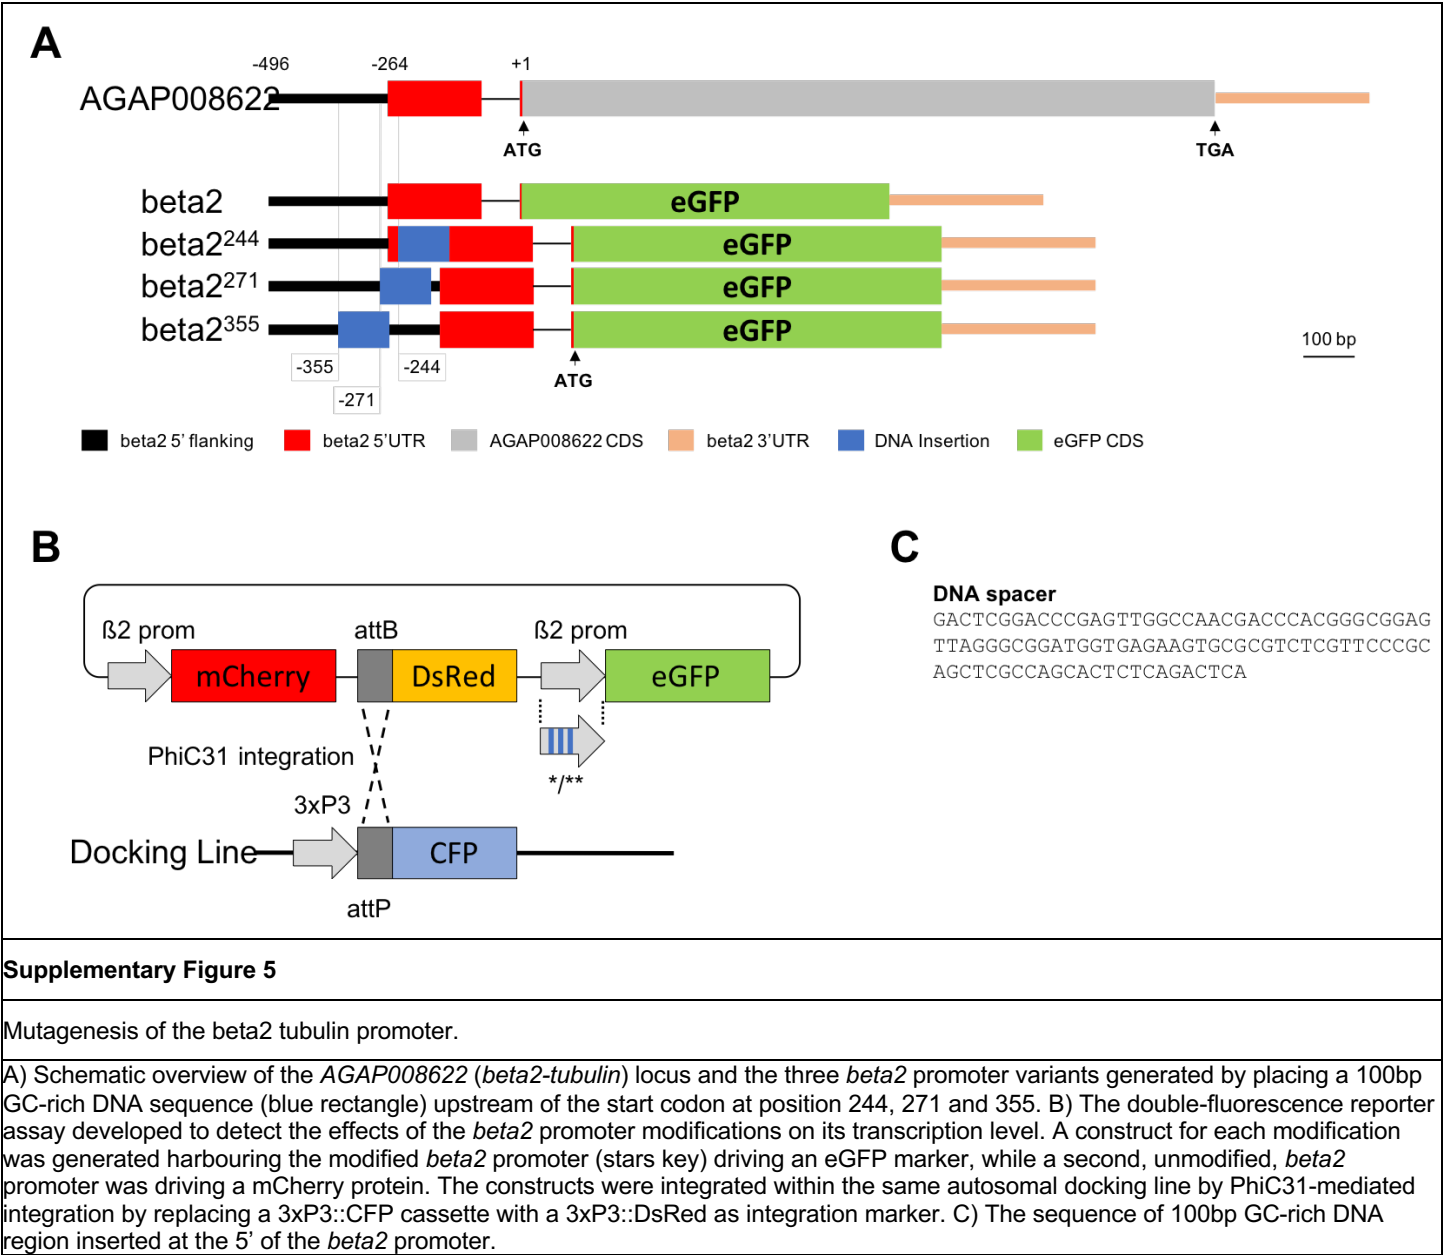 A
-496
-264
+1
AGAP008622
ATG
TGA
beta2
eGFP
beta2244
eGFP
beta2271
eGFP
beta2355
eGFP
100 bp
-355
-244
-271
ATG
beta2 5' flanking
beta2 5'UTR
AGAP008622 CDS
beta2 3'UTR
DNA Insertion
eGFP CDS
B
ß2 prom
attB
ß2 prom
mCherry
DsRed
eGFP
PhiC31 integration
*/**
3xP3
Docking Line
CFP
attP
C
DNA spacer
GACTCGGACCCGAGTTGGCCAACGACCCACGGGCGGAG
TTAGGGCGGATGGTGAGAAGTGCGCGTCTCGTTCCCGC
AGCTCGCCAGCACTCTCAGACTCA
Supplementary Figure 5
Mutagenesis of the beta2 tubulin promoter.
A) Schematic overview of the AGAP008622 (beta2-tubulin) locus and the three beta2 promoter variants generated by placing a 100bp
GC-rich DNA sequence (blue rectangle) upstream of the start codon at position 244, 271 and 355. B) The double-fluorescence reporter
assay developed to detect the effects of the beta2 promoter modifications on its transcription level. A construct for each modification
was generated harbouring the modified beta2 promoter (stars key) driving an eGFP marker, while a second, unmodified, beta2
promoter was driving a mCherry protein. The constructs were integrated within the same autosomal docking line by PhiC31-mediated
integration by replacing a 3xP3::CFP cassette with a 3xP3::DsRed as integration marker. C) The sequence of 100bp GC-rich DNA
region inserted at the 5' of the beta2 promoter.